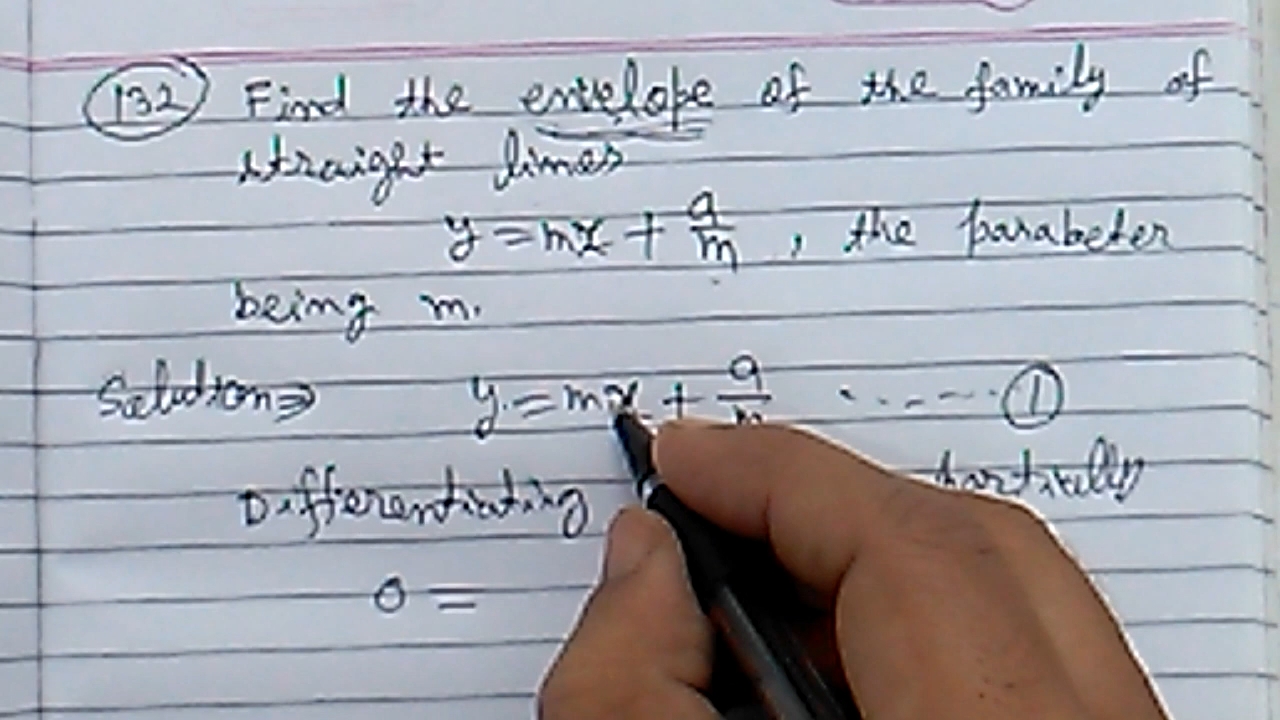 132 Find the envelope of the family of
straight lines
y = mx + a/m , the parabeter
being m.
Solution⇒ y = mx + a/m ....... 1
Differentiating partially
0 =